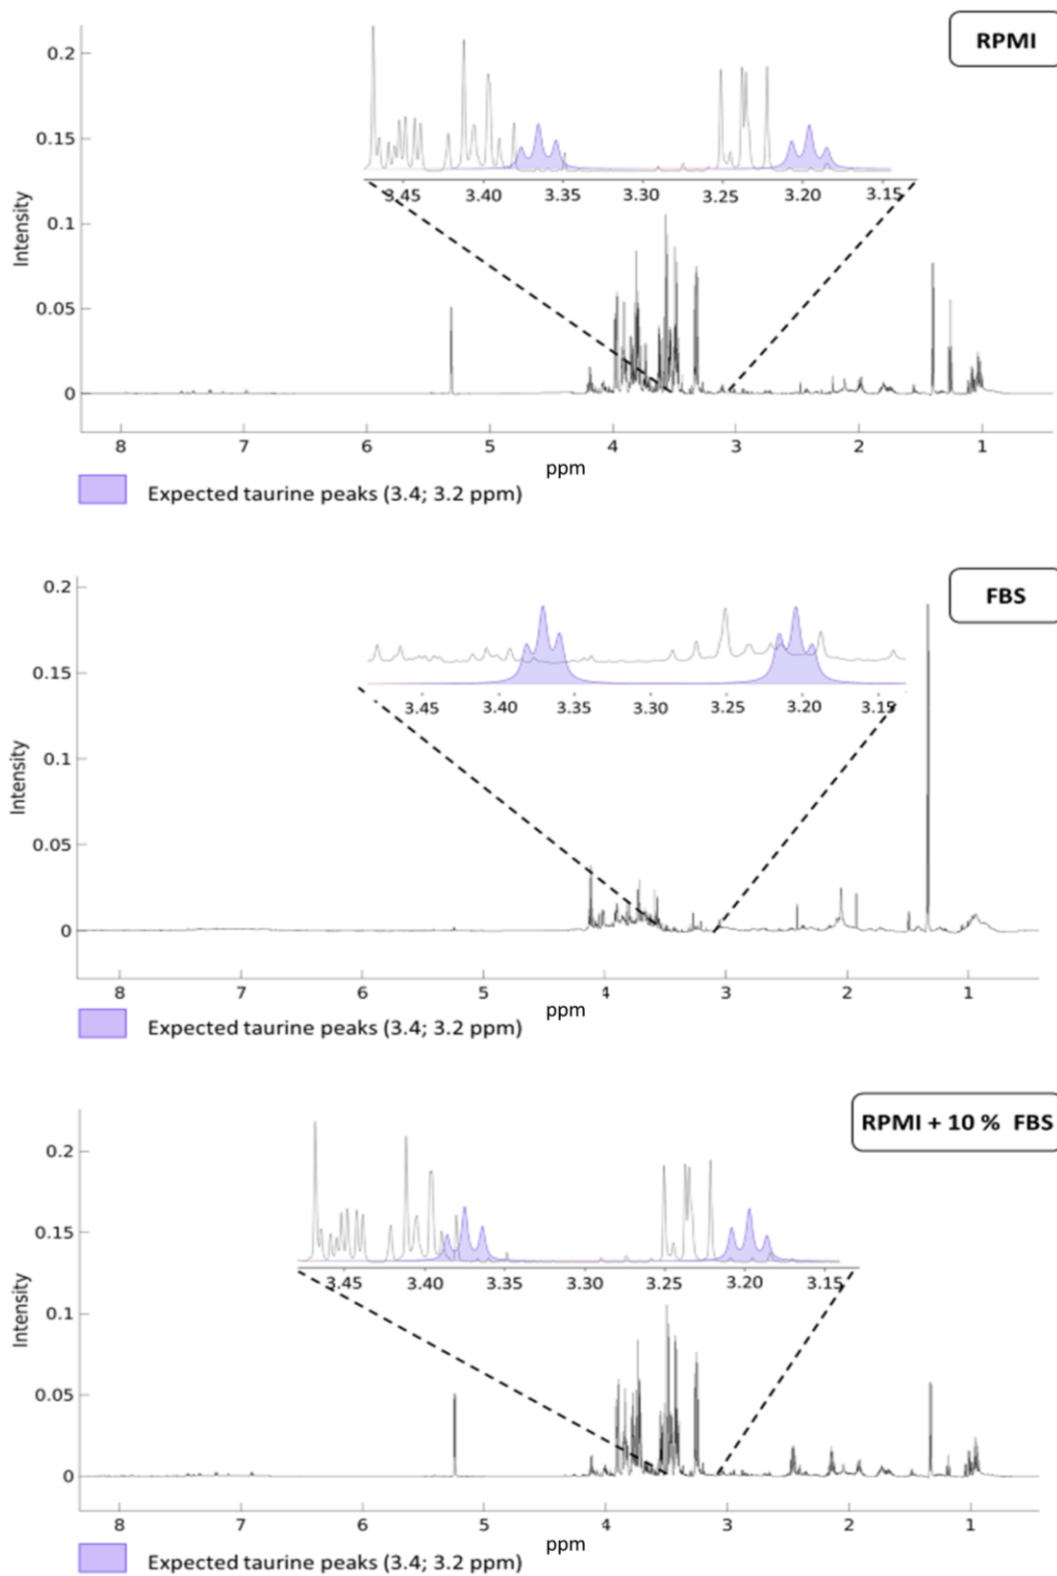 RPMI
0.2
0.15
0.1
0.05
0
Intensity
3.45 3.40 3.35 3.30 3.25 3.20 3.15
8 7 6 5 4 3 2 1
ppm
Expected taurine peaks (3.4; 3.2 ppm)
FBS
0.2
0.15
0.1
0.05
0
Intensity
3.45 3.40 3.35 3.30 3.25 3.20 3.15
8 7 6 5 4 3 2 1
ppm
Expected taurine peaks (3.4; 3.2 ppm)
RPMI + 10 % FBS
0.2
0.15
0.1
0.05
0
Intensity
3.45 3.40 3.35 3.30 3.25 3.20 3.15
8 7 6 5 4 3 2 1
ppm
Expected taurine peaks (3.4; 3.2 ppm)